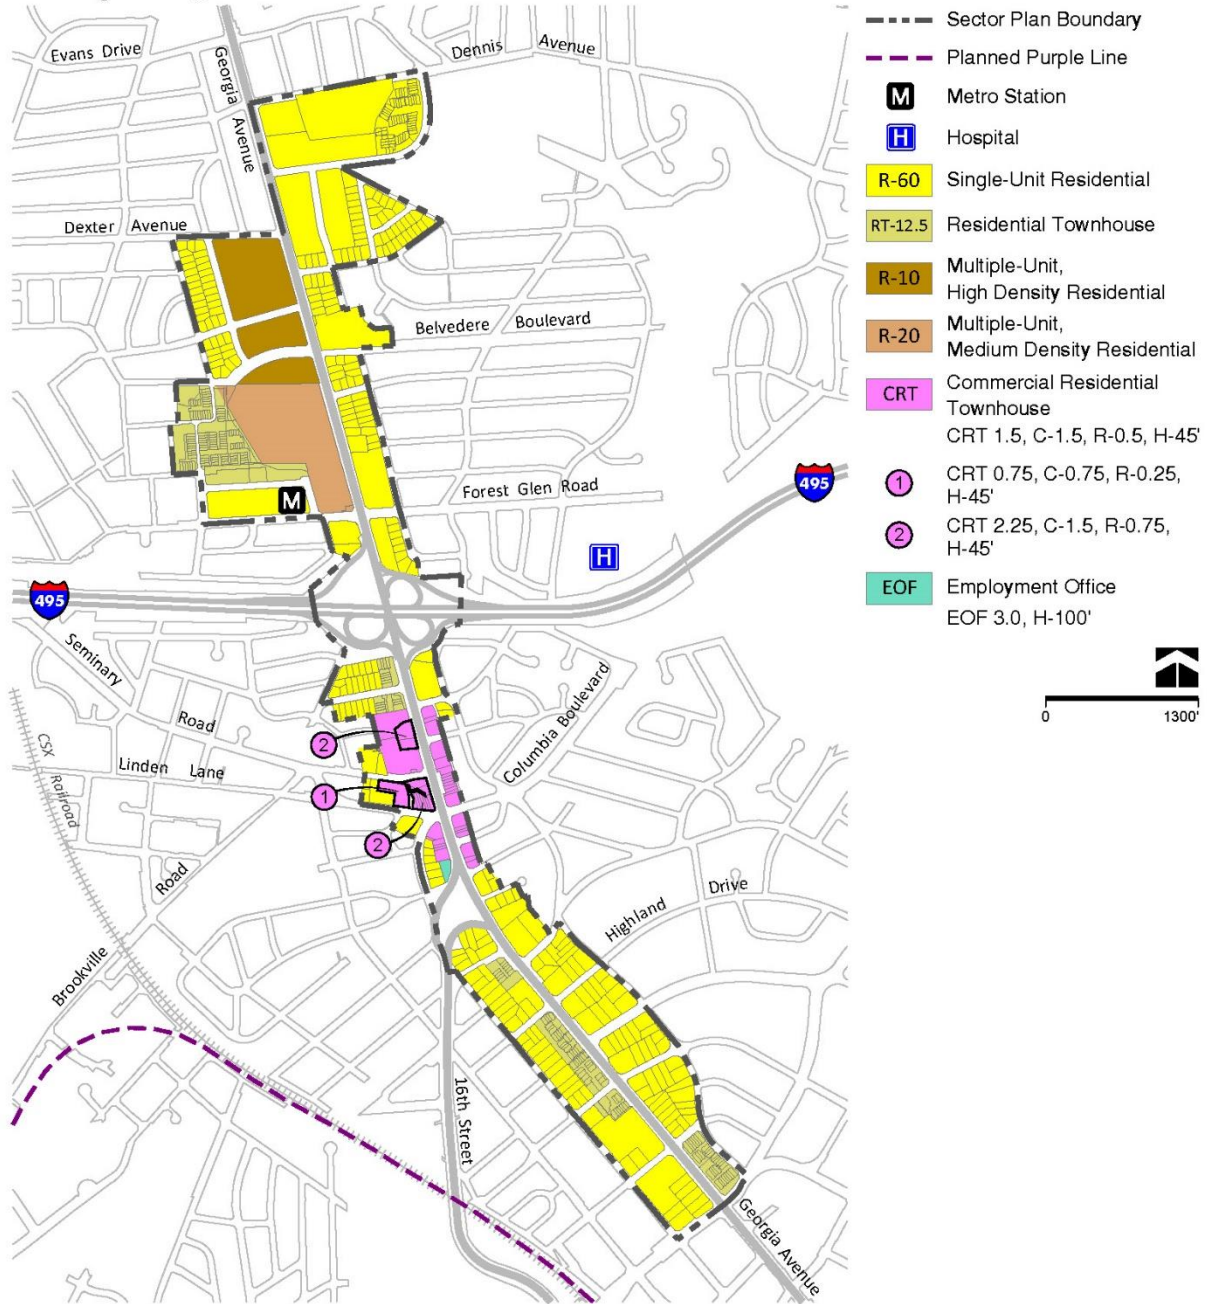 Evans Drive
Georgia
Avenue
Dennis Avenue
Dexter Avenue
Belvedere Boulevard
M
Forest Glen Road
495
H
495
Seminary
Road
Columbia Boulevard
CSX Railroad
Linden Lane
2
1
2
Road
Brookville
Highland Drive
16th Street
Georgia Avenue
Sector Plan Boundary
Planned Purple Line
M Metro Station
H Hospital
R-60 Single-Unit Residential
RT-12.5 Residential Townhouse
R-10 Multiple-Unit,
High Density Residential
R-20 Multiple-Unit,
Medium Density Residential
CRT Commercial Residential
Townhouse
CRT 1.5, C-1.5, R-0.5, H-45'
1 CRT 0.75, C-0.75, R-0.25,
H-45'
2 CRT 2.25, C-1.5, R-0.75,
H-45'
EOF Employment Office
EOF 3.0, H-100'
0 1300'